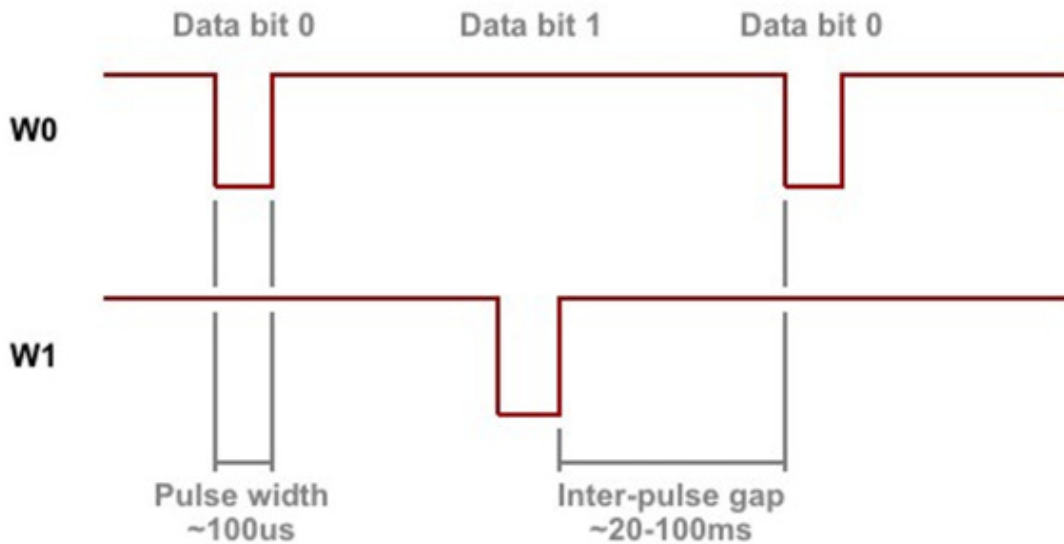 Data bit 0 Data bit 1 Data bit 0
W0
W1
Pulse width
~100us
Inter-pulse gap
~20-100ms